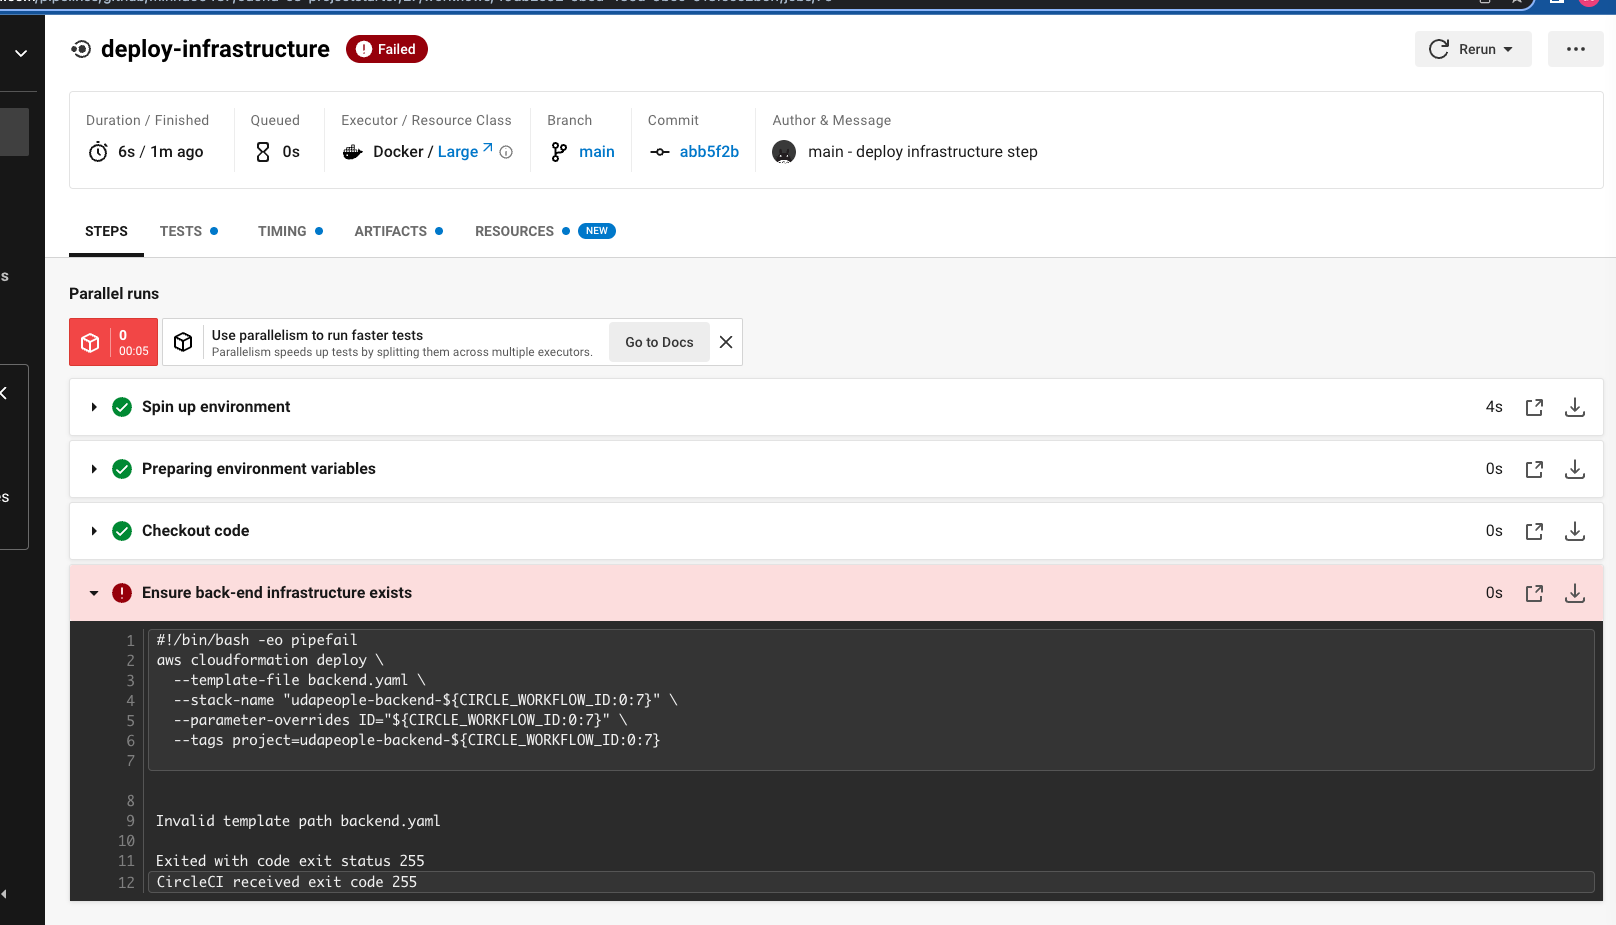 deploy-infrastructure
Failed
Rerun
Duration / Finished
6s / 1m ago
Queued
0s
Executor / Resource Class
Docker / Large
Branch
main
Commit
abb5f2b
Author & Message
main - deploy infrastructure step
STEPS
TESTS
TIMING
ARTIFACTS
RESOURCES
NEW
s
Parallel runs
0
00:05
Use parallelism to run faster tests
Parallelism speeds up tests by splitting them across multiple executors.
Go to Docs
Spin up environment
4s
Preparing environment variables
0s
es
Checkout code
0s
Ensure back-end infrastructure exists
0s
1 #!/bin/bash -eo pipefail
2 aws cloudformation deploy \
3   --template-file backend.yaml \
4   --stack-name "udapeople-backend-${CIRCLE_WORKFLOW_ID:0:7}" \
5   --parameter-overrides ID="${CIRCLE_WORKFLOW_ID:0:7}" \
6   --tags project=udapeople-backend-${CIRCLE_WORKFLOW_ID:0:7}
7
8
9 Invalid template path backend.yaml
10
11 Exited with code exit status 255
12 CircleCI received exit code 255